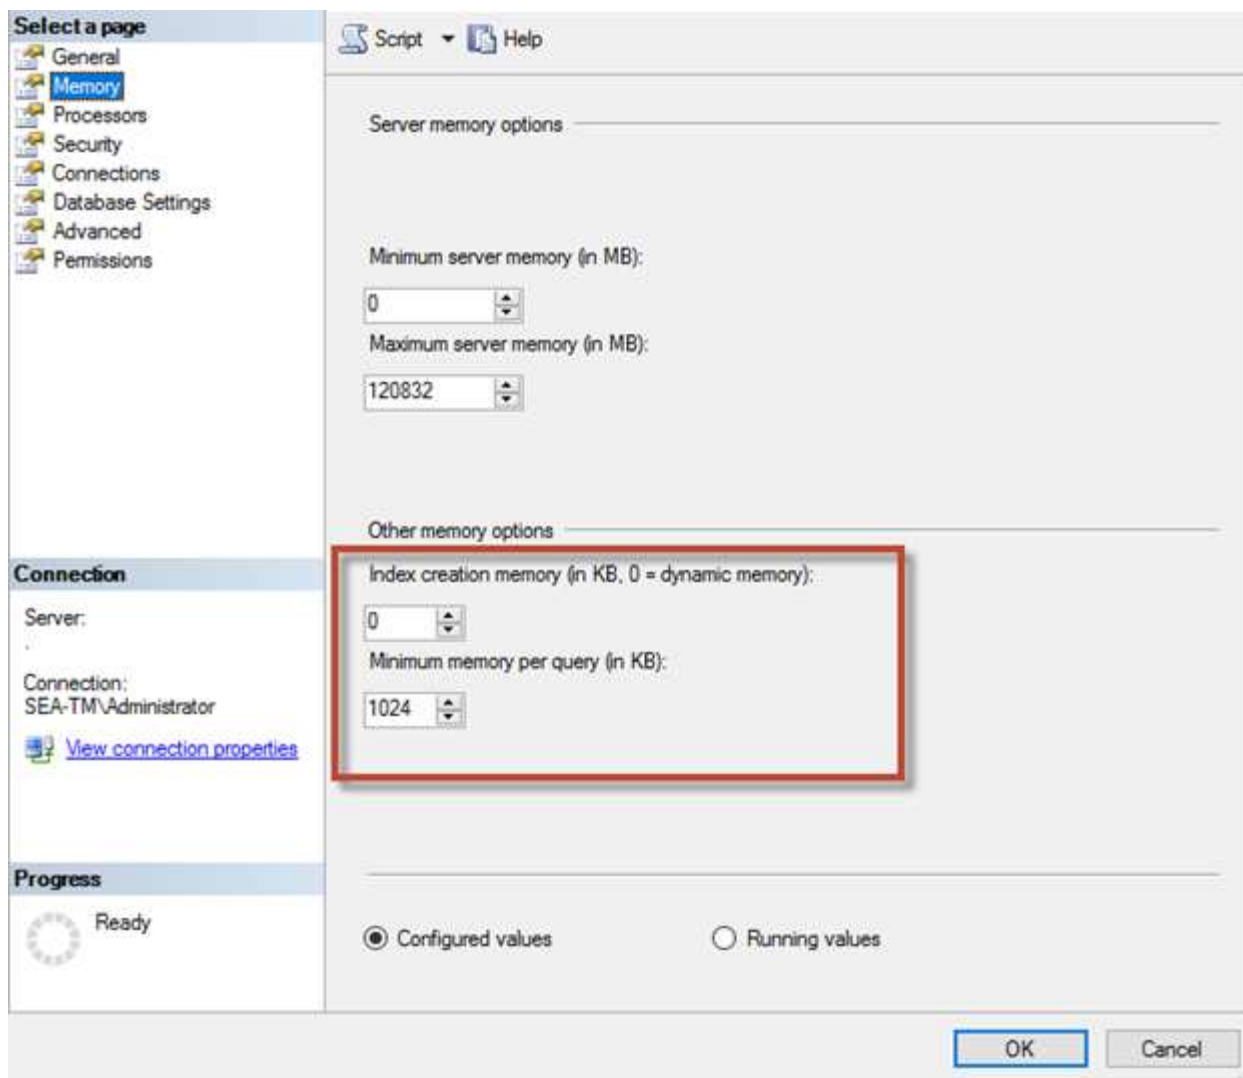 Select a page
General
Memory
Processors
Security
Connections
Database Settings
Advanced
Permissions
Connection
Server:
.
Connection:
SEA-TM\Administrator
View connection properties
Progress
Ready
Script Help
Server memory options
Minimum server memory (in MB):
0
Maximum server memory (in MB):
120832
Other memory options
Index creation memory (in KB, 0 = dynamic memory):
0
Minimum memory per query (in KB):
1024
Configured values Running values
OK Cancel